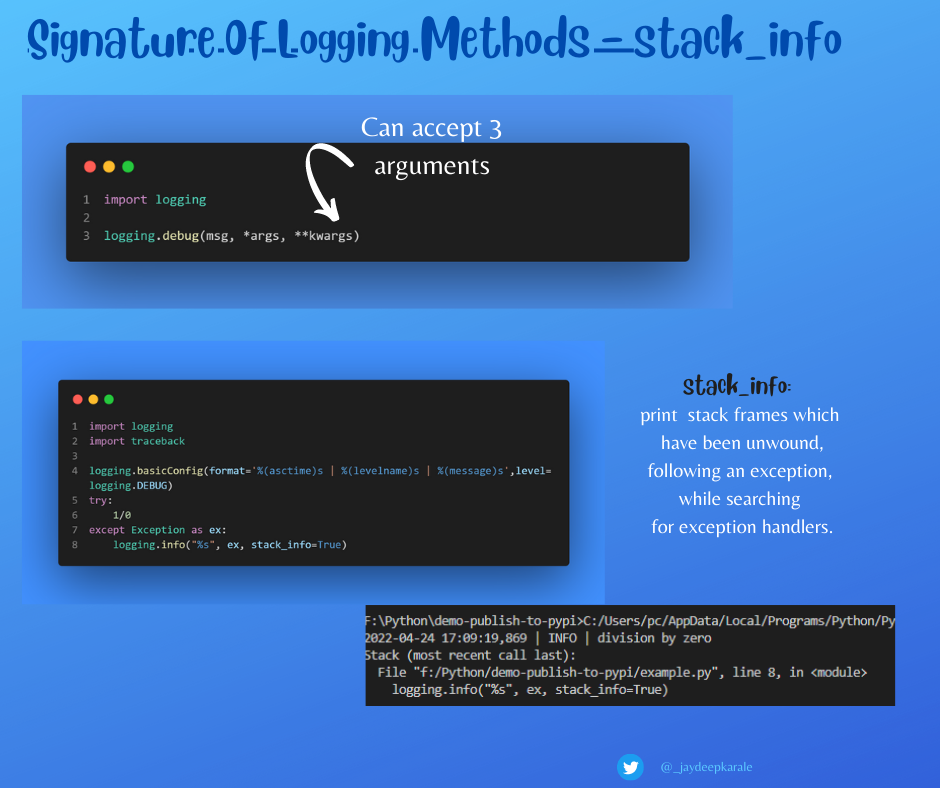 Signature Of Logging Methods - stack_info
Can accept 3
arguments
1 import logging
2
3 logging.debug(msg, *args, **kwargs)
1 import logging
2 import traceback
3
4 logging.basicConfig(format='%(asctime)s | %(levelname)s | %(message)s',level=
logging.DEBUG)
5 try:
6     1/0
7 except Exception as ex:
8     logging.info("%s", ex, stack_info=True)
stack_info:
print stack frames which
have been unwound,
following an exception,
while searching
for exception handlers.
F:\Python\demo-publish-to-pypi>C:/Users/pc/AppData/Local/Programs/Python/Py
2022-04-24 17:09:19,869 | INFO | division by zero
Stack (most recent call last):
  File "f:/Python/demo-publish-to-pypi/example.py", line 8, in <module>
    logging.info("%s", ex, stack_info=True)
@_jaydeepkarale